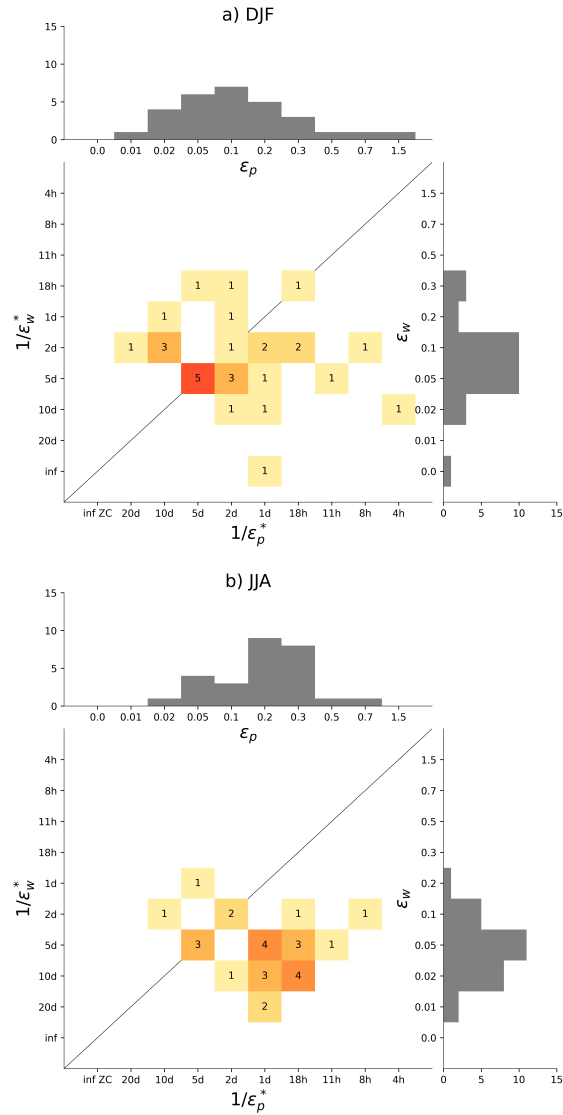 a) DJF
15
10
5
0
0.0 0.01 0.02 0.05 0.1 0.2 0.3 0.5 0.7 1.5
εp
4h 1.5
8h 0.7
11h 0.5
18h 1 1 1 0.3
1d 1 1 0.2
1/ε*w εw
2d 1 3 1 2 2 1 0.1
5d 5 3 1 1 0.05
10d 1 1 1 0.02
20d 0.01
inf 1 0.0
inf ZC 20d 10d 5d 2d 1d 18h 11h 8h 4h 0 5 10 15
1/ε*p
b) JJA
15
10
5
0
0.0 0.01 0.02 0.05 0.1 0.2 0.3 0.5 0.7 1.5
εp
4h 1.5
8h 0.7
11h 0.5
18h 0.3
1d 1 0.2
1/ε*w εw
2d 1 2 1 1 0.1
5d 3 4 3 1 0.05
10d 1 3 4 0.02
20d 2 0.01
inf 0.0
inf ZC 20d 10d 5d 2d 1d 18h 11h 8h 4h 0 5 10 15
1/ε*p